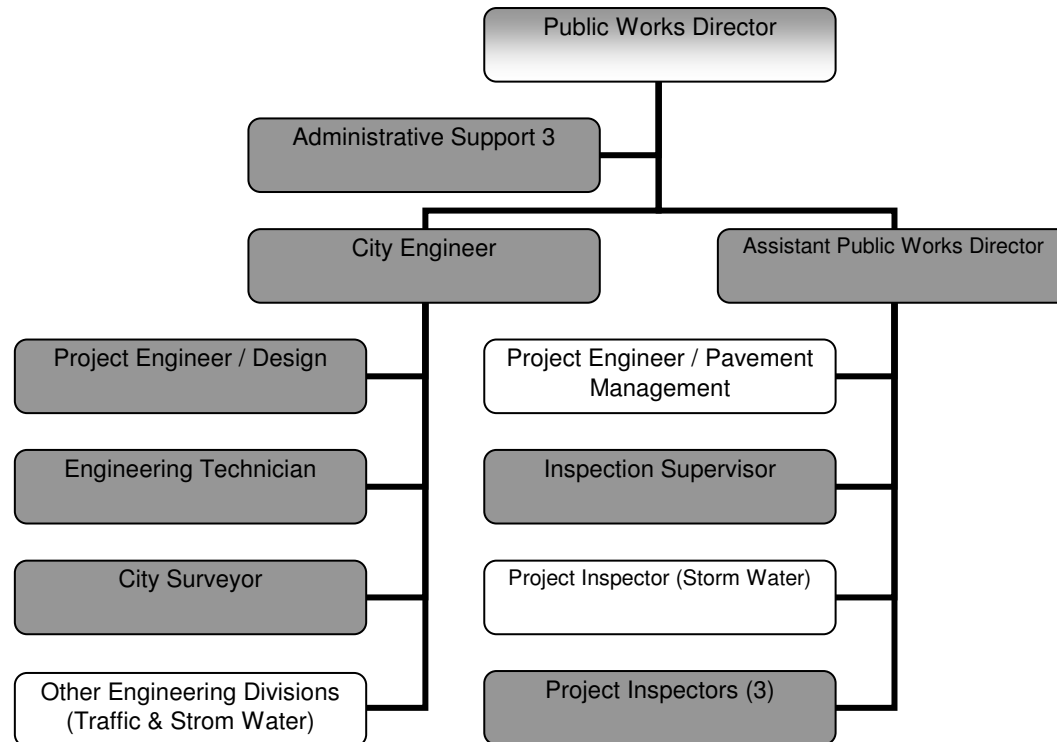 Public Works Director
Administrative Support 3
City Engineer
Assistant Public Works Director
Project Engineer / Design
Project Engineer / Pavement
Management
Engineering Technician
Inspection Supervisor
City Surveyor
Project Inspector (Storm Water)
Other Engineering Divisions
(Traffic & Strom Water)
Project Inspectors (3)